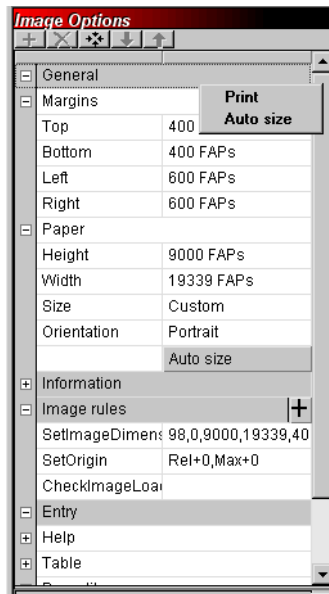 Image Options
General
Print
Auto size
Margins
Top 400
Bottom 400 FAPs
Left 600 FAPs
Right 600 FAPs
Paper
Height 9000 FAPs
Width 19339 FAPs
Size Custom
Orientation Portrait
Auto size
Information
Image rules
SetImageDimens 98,0,9000,19339,40
SetOrigin Rel+0,Max+0
CheckImageLoa
Entry
Help
Table